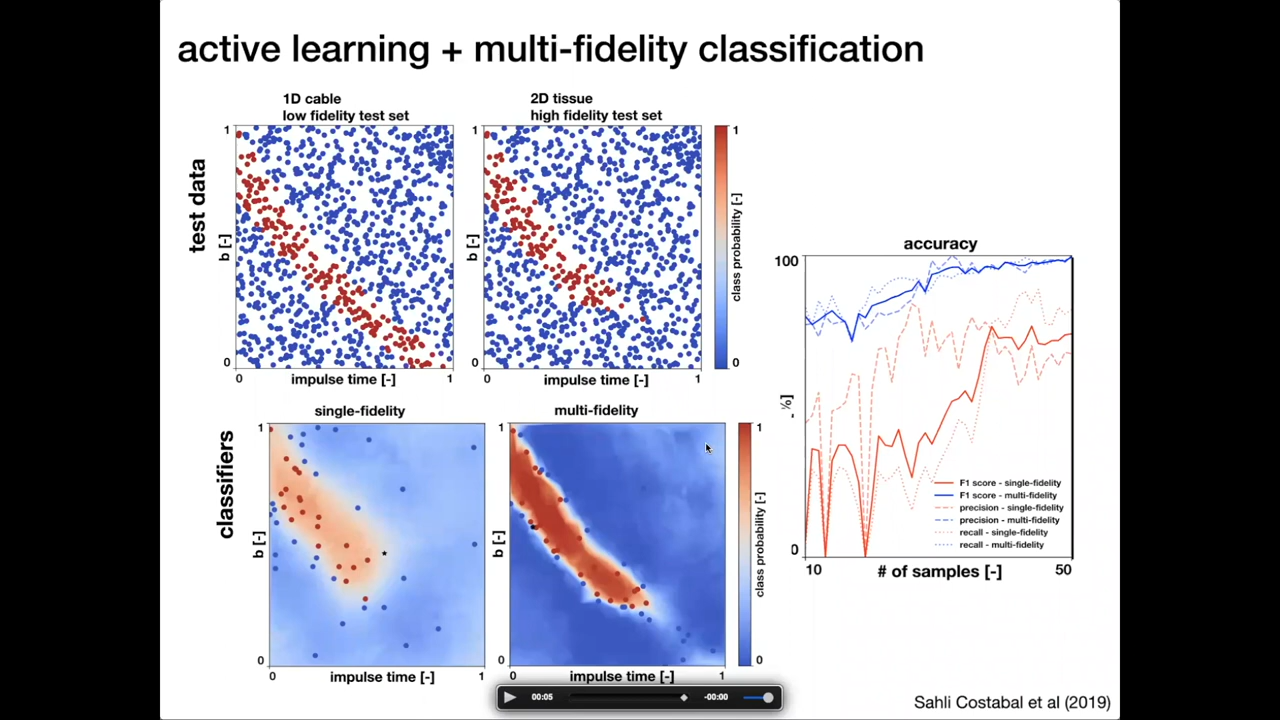 active learning + multi-fidelity classification
1D cable
low fidelity test set
2D tissue
high fidelity test set
test data
1
b [-]
0
0
impulse time [-]
1
1
b [-]
0
0
impulse time [-]
1
1
class probability [-]
0
accuracy
100
%]
0
10
# of samples [-]
50
F1 score - single-fidelity
F1 score - multi-fidelity
precision - single-fidelity
precision - multi-fidelity
recall - single-fidelity
recall - multi-fidelity
single-fidelity
multi-fidelity
classifiers
1
b [-]
0
0
impulse time [-]
1
1
b [-]
0
0
impulse time [-]
1
1
class probability [-]
0
00:05
-00:00
Sahli Costabal et al (2019)